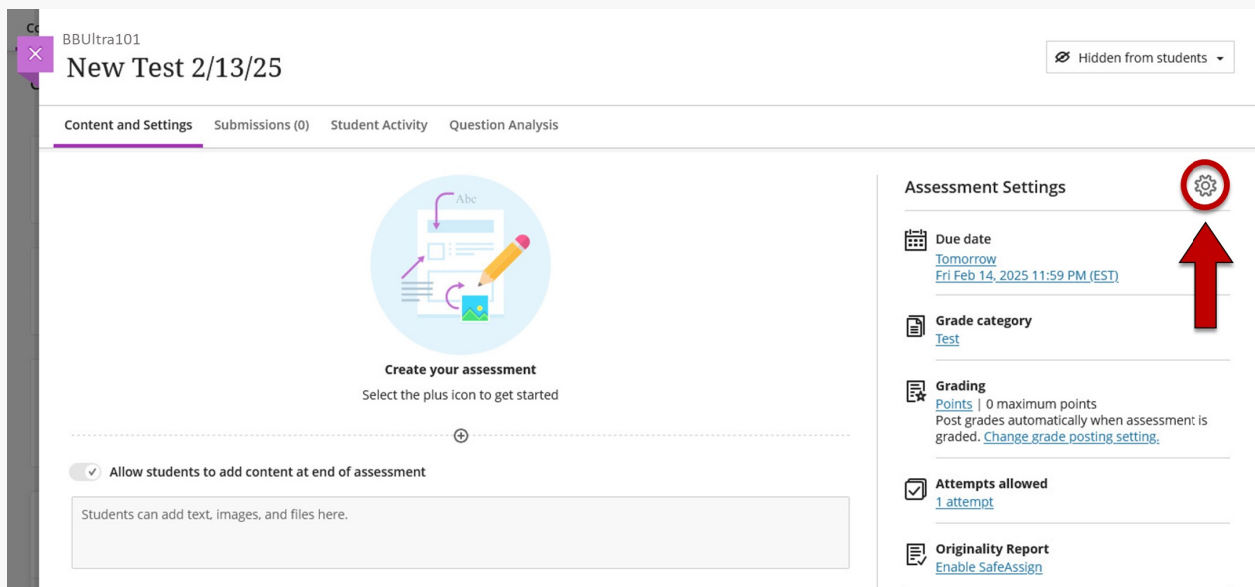 Co
BBUltra101
New Test 2/13/25
Hidden from students
Content and Settings Submissions (0) Student Activity Question Analysis
Abc
Create your assessment
Select the plus icon to get started
Allow students to add content at end of assessment
Students can add text, images, and files here.
Assessment Settings
Due date
Tomorrow
Fri Feb 14, 2025 11:59 PM (EST)
Grade category
Test
Grading
Points | 0 maximum points
Post grades automatically when assessment is
graded. Change grade posting setting.
Attempts allowed
1 attempt
Originality Report
Enable SafeAssign